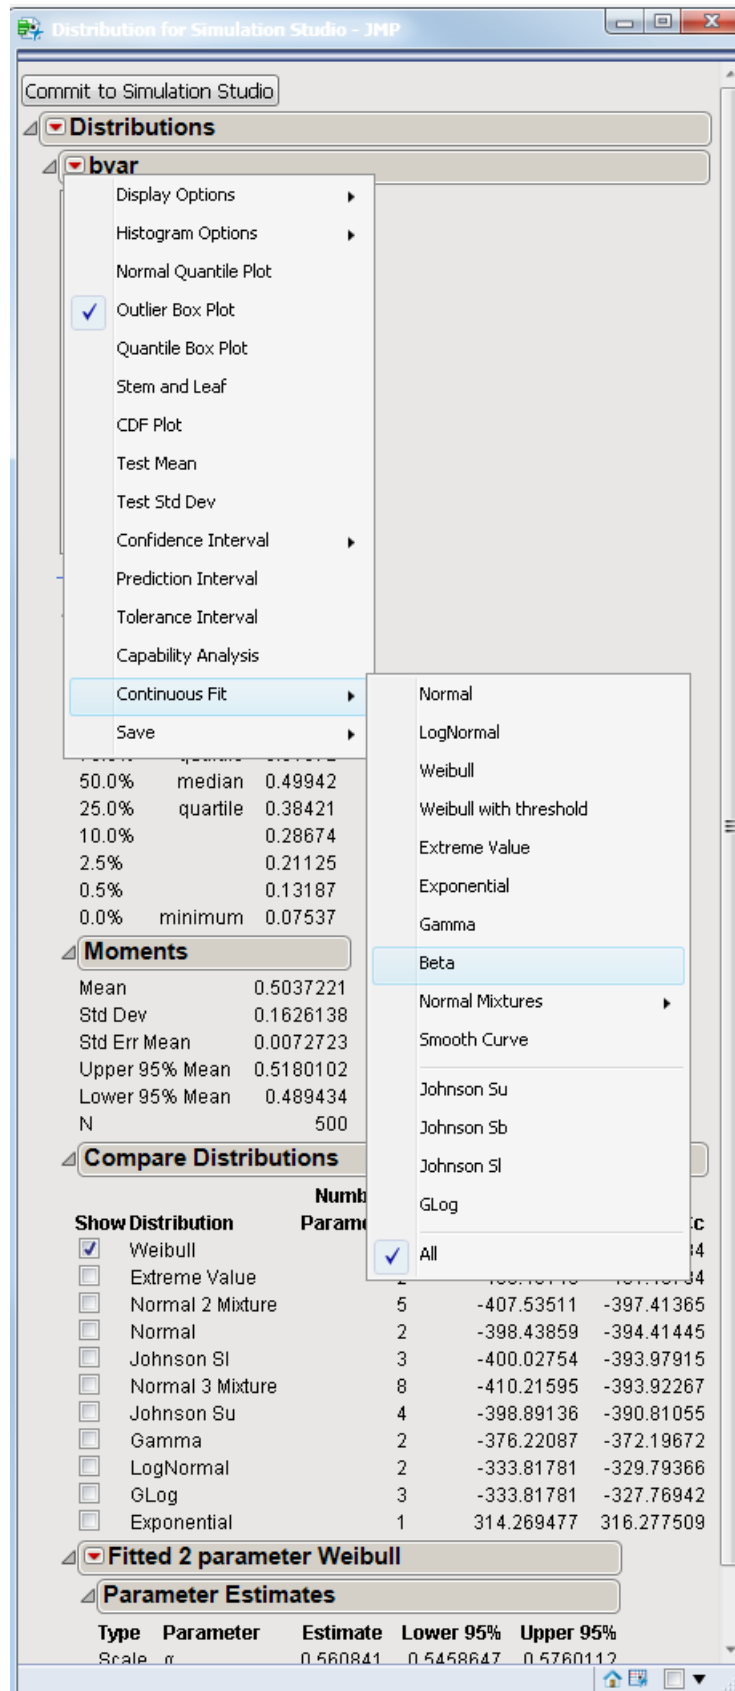 Distribution for Simulation Studio - JMP
Commit to Simulation Studio
Distributions
bvar
Display Options
Histogram Options
Normal Quantile Plot
Outlier Box Plot
Quantile Box Plot
Stem and Leaf
CDF Plot
Test Mean
Test Std Dev
Confidence Interval
Prediction Interval
Tolerance Interval
Capability Analysis
Continuous Fit
Save
Normal
LogNormal
Weibull
Weibull with threshold
Extreme Value
Exponential
Gamma
Beta
Normal Mixtures
Smooth Curve
Johnson Su
Johnson Sb
Johnson Sl
GLog
All
50.0% median 0.49942
25.0% quartile 0.38421
10.0% 0.28674
2.5% 0.21125
0.5% 0.13187
0.0% minimum 0.07537
Moments
Mean 0.5037221
Std Dev 0.1626138
Std Err Mean 0.0072723
Upper 95% Mean 0.5180102
Lower 95% Mean 0.489434
N 500
Compare Distributions
Show Distribution
Weibull
Extreme Value
Normal 2 Mixture 5 -407.53511 -397.41365
Normal 2 -398.43859 -394.41445
Johnson Sl 3 -400.02754 -393.97915
Normal 3 Mixture 8 -410.21595 -393.92267
Johnson Su 4 -398.89136 -390.81055
Gamma 2 -376.22087 -372.19672
LogNormal 2 -333.81781 -329.79366
GLog 3 -333.81781 -327.76942
Exponential 1 314.269477 316.277509
Fitted 2 parameter Weibull
Parameter Estimates
Type Parameter Estimate Lower 95% Upper 95%
Scale α 0.560841 0.5458647 0.5760112